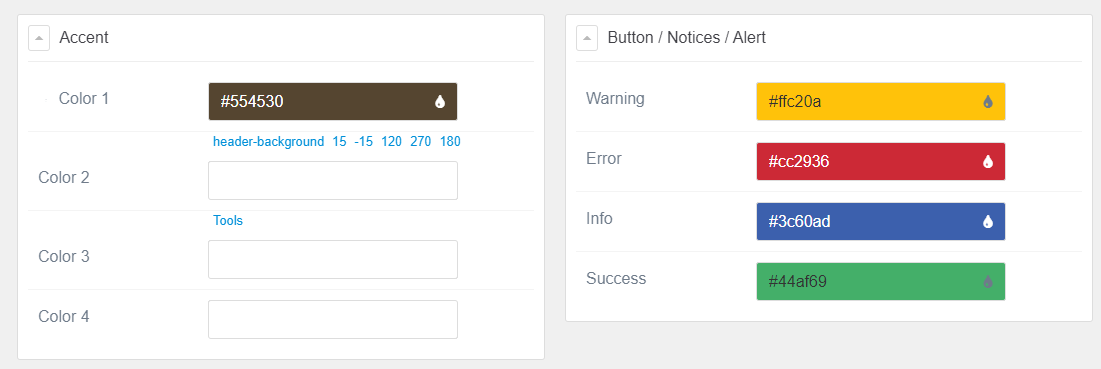 Accent
Color 1
#554530
header-background 15 -15 120 270 180
Color 2
Tools
Color 3
Color 4
Button / Notices / Alert
Warning
#ffc20a
Error
#cc2936
Info
#3c60ad
Success
#44af69